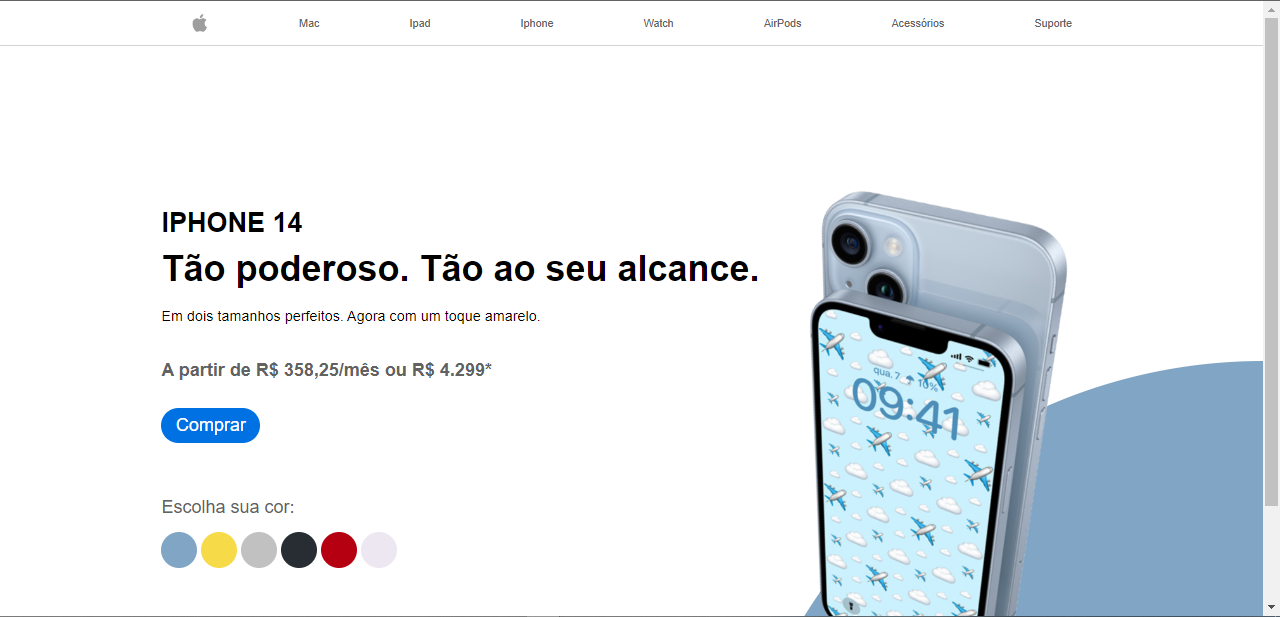 Mac Ipad Iphone Watch AirPods Acessórios Suporte
IPHONE 14
Tão poderoso. Tão ao seu alcance.
Em dois tamanhos perfeitos. Agora com um toque amarelo.
A partir de R$ 358,25/mês ou R$ 4.299*
Comprar
Escolha sua cor:
qua. 7 10%
09:41